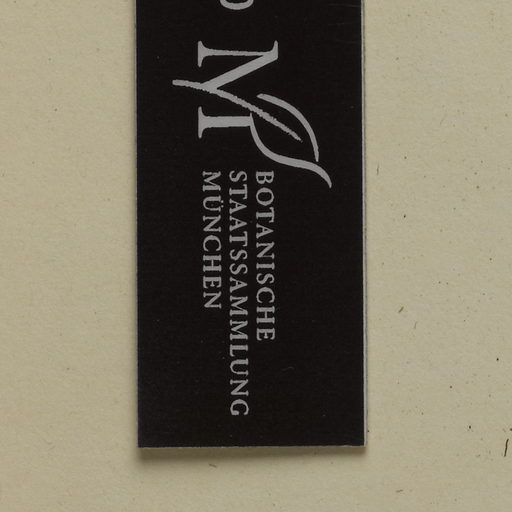 M
BOTANISCHE
STAATSSAMMLUNG
MÜNCHEN